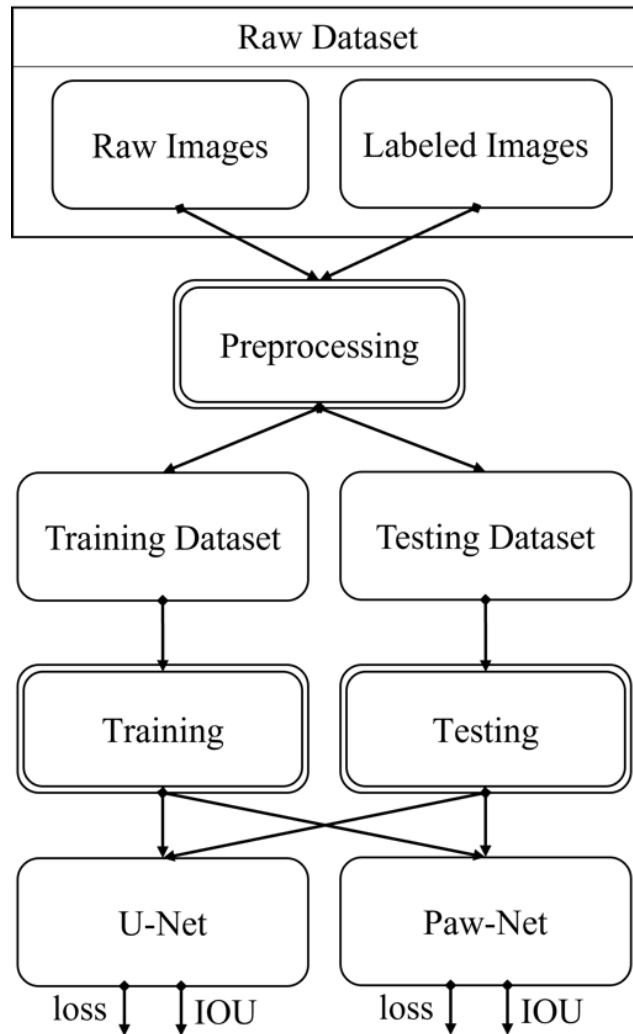 Raw Dataset
Raw Images
Labeled Images
Preprocessing
Training Dataset
Testing Dataset
Training
Testing
U-Net
Paw-Net
loss
IOU
loss
IOU